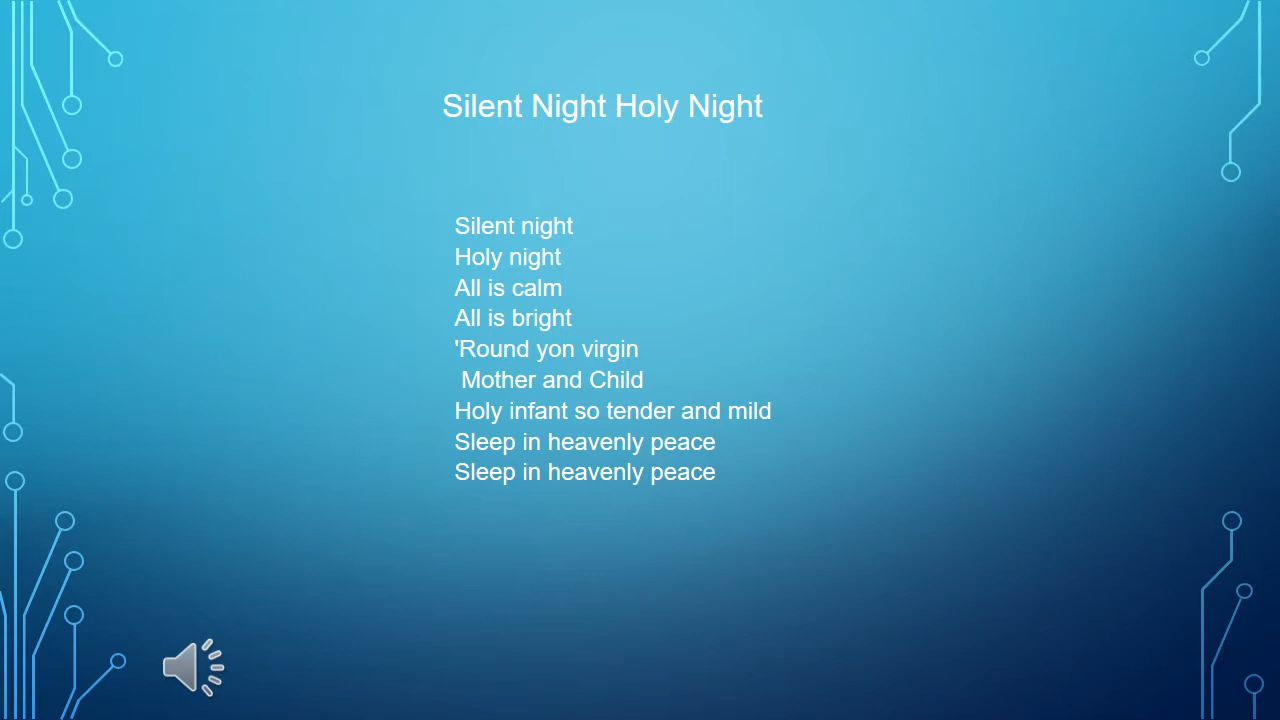 Silent Night Holy Night
Silent night
Holy night
All is calm
All is bright
'Round yon virgin
Mother and Child
Holy infant so tender and mild
Sleep in heavenly peace
Sleep in heavenly peace